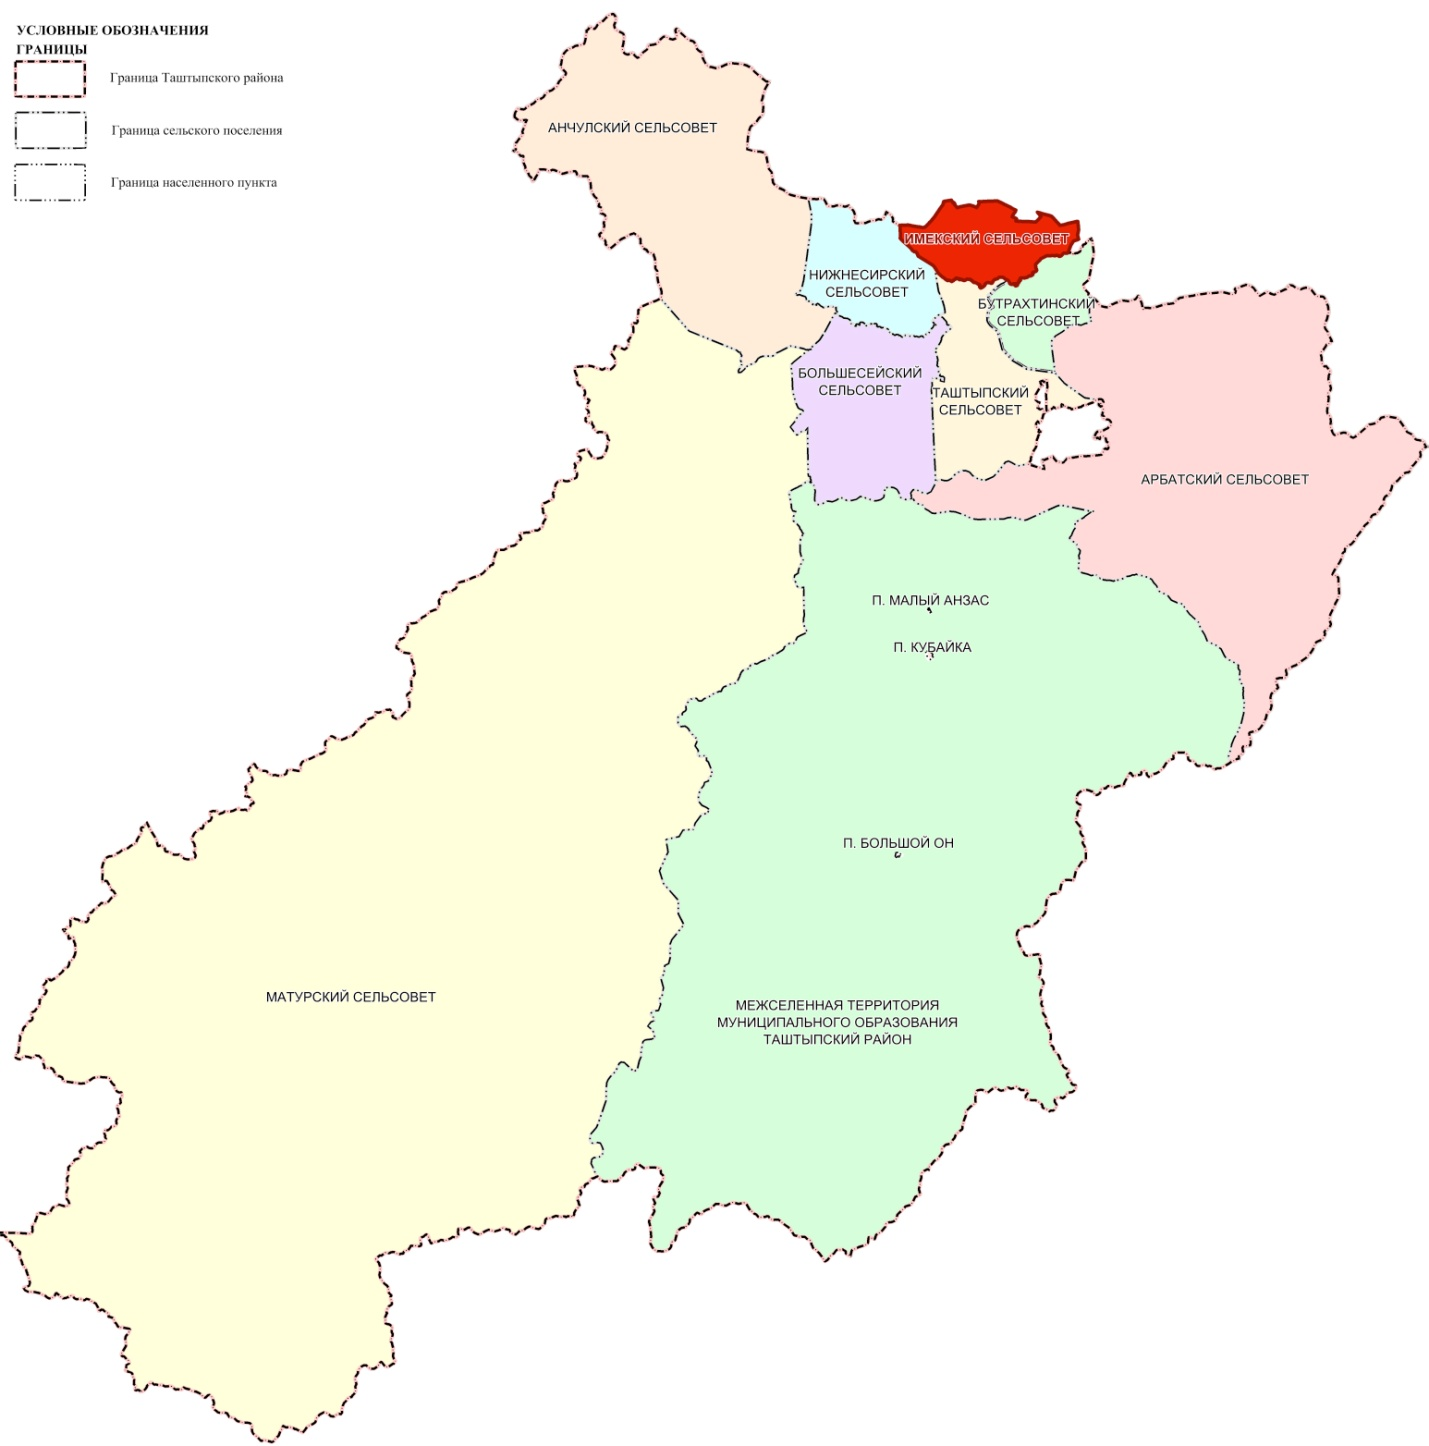 УСЛОВНЫЕ ОБОЗНАЧЕНИЯ
ГРАНИЦЫ
Граница Таштыпского района
Граница сельского поселения
Граница населенного пункта
АНЧУЛСКИЙ СЕЛЬСОВЕТ
ИМЕКСКИЙ СЕЛЬСОВЕТ
НИЖНЕСИРСКИЙ
СЕЛЬСОВЕТ
БУТРАХТИНСКИЙ
СЕЛЬСОВЕТ
БОЛЬШЕСЕЙСКИЙ
СЕЛЬСОВЕТ
ТАШТЫПСКИЙ
СЕЛЬСОВЕТ
АРБАТСКИЙ СЕЛЬСОВЕТ
П. МАЛЫЙ АНЗАС
П. КУБАЙКА
П. БОЛЬШОЙ ОН
МАТУРСКИЙ СЕЛЬСОВЕТ
МЕЖСЕЛЕННАЯ ТЕРРИТОРИЯ
МУНИЦИПАЛЬНОГО ОБРАЗОВАНИЯ
ТАШТЫПСКИЙ РАЙОН